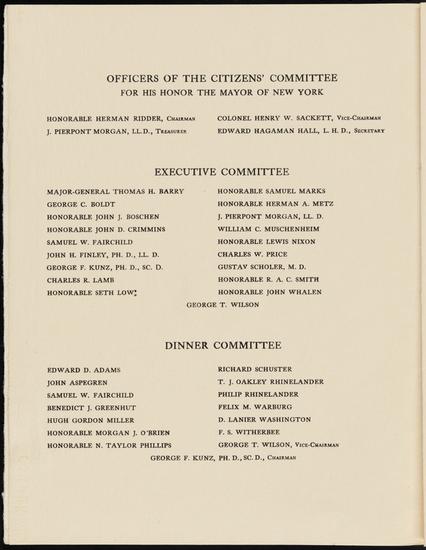 OFFICERS OF THE CITIZENS' COMMITTEE
FOR HIS HONOR THE MAYOR OF NEW YORK
HONORABLE HERMAN RIDDER, CHAIRMAN
J. PIERPONT MORGAN, LL.D., TREASURER
COLONEL HENRY W. SACKETT, VICE-CHAIRMAN
EDWARD HAGAMAN HALL, L. H. D., SECRETARY
EXECUTIVE COMMITTEE
MAJOR-GENERAL THOMAS H. BARRY
GEORGE C. BOLDT
HONORABLE JOHN J. BOSCHEN
HONORABLE JOHN D. CRIMMINS
SAMUEL W. FAIRCHILD
JOHN H. FINLEY, PH. D., LL. D.
GEORGE F. KUNZ, PH. D., SC. D.
CHARLES R. LAMB
HONORABLE SETH LOW
HONORABLE SAMUEL MARKS
HONORABLE HERMAN A. METZ
J. PIERPONT MORGAN, LL. D.
WILLIAM C. MUSCHENHEIM
HONORABLE LEWIS NIXON
CHARLES W. PRICE
GUSTAV SCHOLER, M. D.
HONORABLE R. A. C. SMITH
HONORABLE JOHN WHALEN
GEORGE T. WILSON
DINNER COMMITTEE
EDWARD D. ADAMS
JOHN ASPEGREN
SAMUEL W. FAIRCHILD
BENEDICT J. GREENHUT
HUGH GORDON MILLER
HONORABLE MORGAN J. O'BRIEN
HONORABLE N. TAYLOR PHILLIPS
RICHARD SCHUSTER
T. J. OAKLEY RHINELANDER
PHILIP RHINELANDER
FELIX M. WARBURG
D. LANIER WASHINGTON
F. S. WITHERBEE
GEORGE T. WILSON, VICE-CHAIRMAN
GEORGE F. KUNZ, PH. D., SC. D., CHAIRMAN